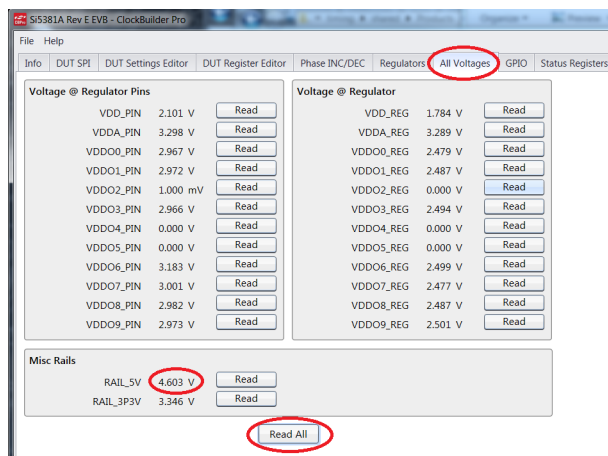 Si5381A Rev E EVB - ClockBuilder Pro
File Help
Info DUT SPI DUT Settings Editor DUT Register Editor Phase INC/DEC Regulators All Voltages GPIO Status Registers
Voltage @ Regulator Pins
VDD_PIN 2.101 V Read
VDDA_PIN 3.298 V Read
VDDO0_PIN 2.967 V Read
VDDO1_PIN 2.972 V Read
VDDO2_PIN 1.000 mV Read
VDDO3_PIN 2.966 V Read
VDDO4_PIN 0.000 V Read
VDDO5_PIN 0.000 V Read
VDDO6_PIN 3.183 V Read
VDDO7_PIN 3.001 V Read
VDDO8_PIN 2.982 V Read
VDDO9_PIN 2.973 V Read
Voltage @ Regulator
VDD_REG 1.784 V Read
VDDA_REG 3.289 V Read
VDDO0_REG 2.479 V Read
VDDO1_REG 2.487 V Read
VDDO2_REG 0.000 V Read
VDDO3_REG 2.494 V Read
VDDO4_REG 0.000 V Read
VDDO5_REG 0.000 V Read
VDDO6_REG 2.499 V Read
VDDO7_REG 2.477 V Read
VDDO8_REG 2.487 V Read
VDDO9_REG 2.501 V Read
Misc Rails
RAIL_5V 4.603 V Read
RAIL_3P3V 3.346 V Read
Read All